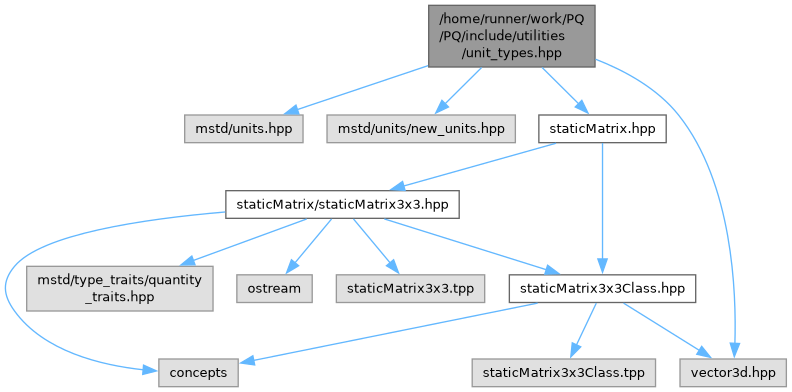 /home/runner/work/PQ
/PQ/include/utilities
/unit_types.hpp
mstd/units.hpp
mstd/units/new_units.hpp
staticMatrix.hpp
staticMatrix/staticMatrix3x3.hpp
mstd/type_traits/quantity
_traits.hpp
ostream
staticMatrix3x3.tpp
staticMatrix3x3Class.hpp
concepts
staticMatrix3x3Class.tpp
vector3d.hpp